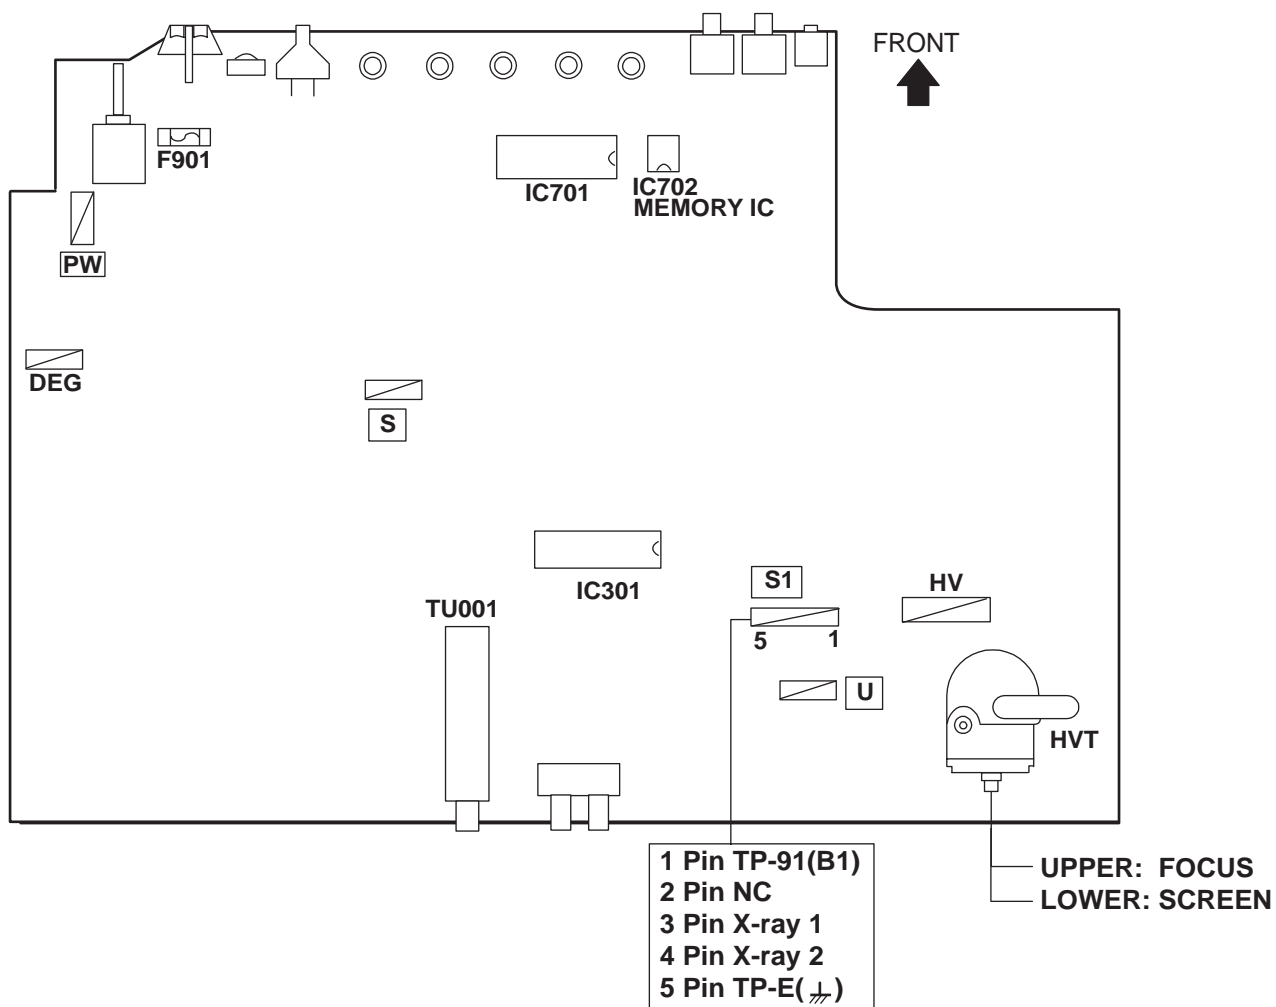 FRONT
F901
IC701
IC702
MEMORY IC
PW
DEG
S
IC301
S1
HV
TU001
5 1
U
HVT
1 Pin TP-91(B1)
2 Pin NC
3 Pin X-ray 1
4 Pin X-ray 2
5 Pin TP-E( )
UPPER: FOCUS
LOWER: SCREEN